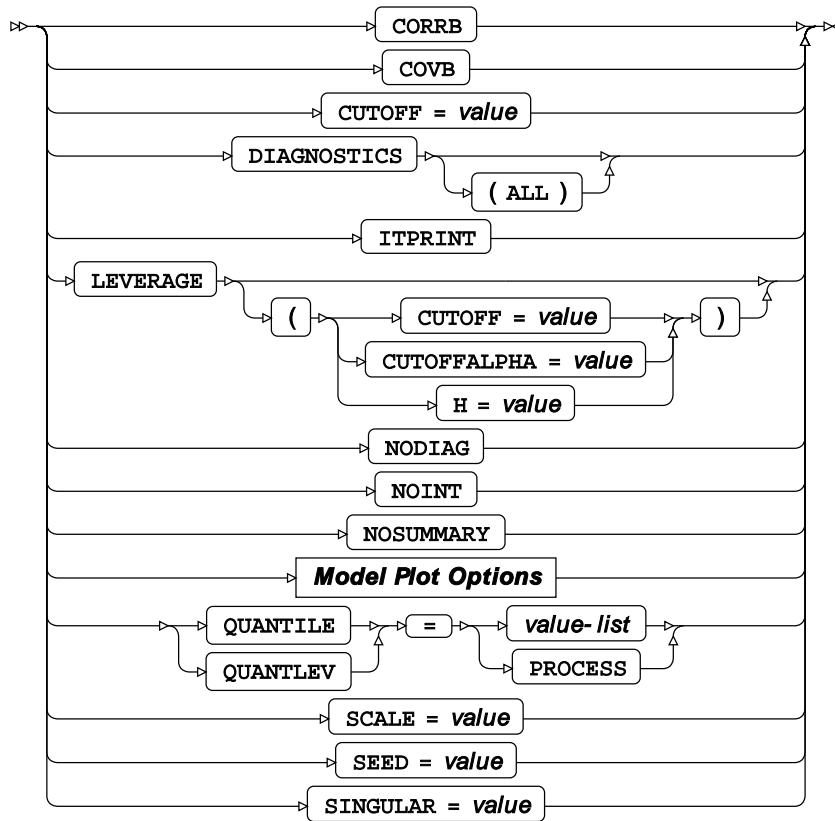 CORRB
COVB
CUTOFF = value
DIAGNOSTICS
( ALL )
ITPRINT
LEVERAGE
( CUTOFF = value )
CUTOFFALPHA = value
H = value
NODIAG
NOINT
NOSUMMARY
Model Plot Options
QUANTILE = value-list
QUANTLEV PROCESS
SCALE = value
SEED = value
SINGULAR = value